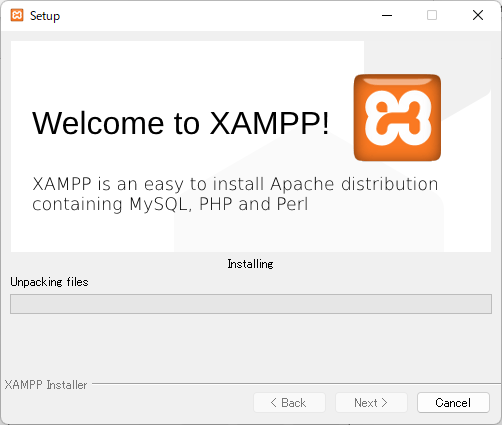 Setup
Welcome to XAMPP!
XAMPP is an easy to install Apache distribution
containing MySQL, PHP and Perl
Installing
Unpacking files
XAMPP Installer
< Back
Next >
Cancel